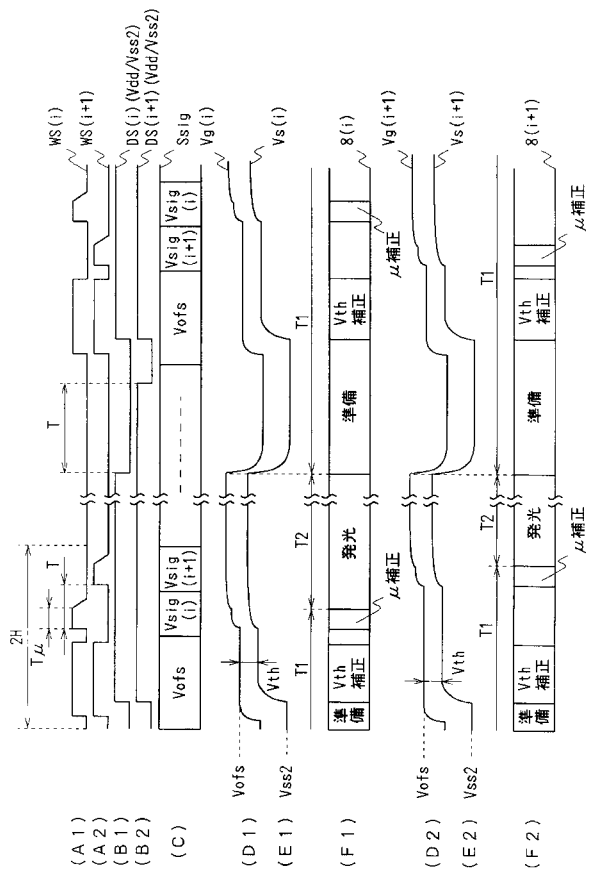 2H
Tμ
T
T
WS(i)
WS(i+1)
DS(i)(Vdd/Vss2)
DS(i+1)(Vdd/Vss2)
Ssig
Vg(i)
Vs(i)
8(i)
Vg(i+1)
Vs(i+1)
8(i+1)
(A1)
(A2)
(B1)
(B2)
(C)
Vofs
Vsig
(i)
Vsig
(i+1)
Vofs
Vsig
(i+1)
Vsig
(i)
(D1)
Vofs
(E1)
Vss2
Vth
T1
T2
T1
(F1)
準備
Vth
補正
発光
準備
Vth
補正
μ補正
μ補正
(D2)
Vofs
(E2)
Vss2
Vth
T1
T2
T1
(F2)
準備
Vth
補正
発光
準備
Vth
補正
μ補正
μ補正